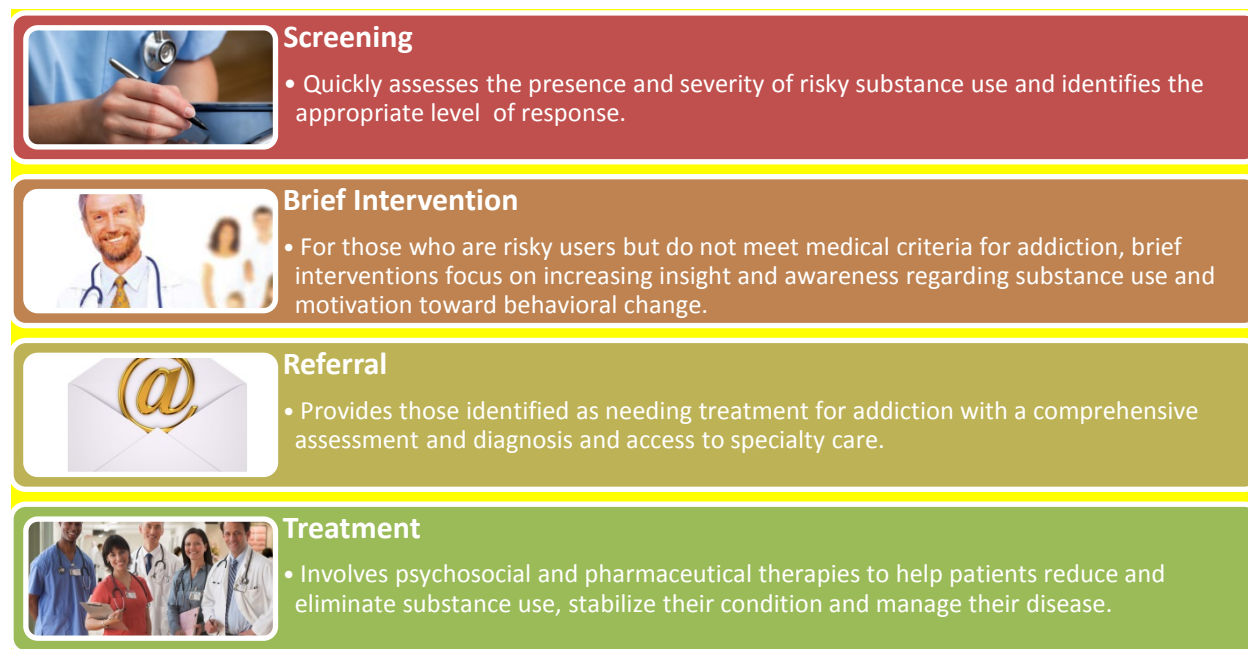 Screening
• Quickly assesses the presence and severity of risky substance use and identifies the
appropriate level  of response.
Brief Intervention
• For those who are risky users but do not meet medical criteria for addiction, brief
interventions focus on increasing insight and awareness regarding substance use and
motivation toward behavioral change.
Referral
• Provides those identified as needing treatment for addiction with a comprehensive
assessment and diagnosis and access to specialty care.
@
Treatment
• Involves psychosocial and pharmaceutical therapies to help patients reduce and
eliminate substance use, stabilize their condition and manage their disease.